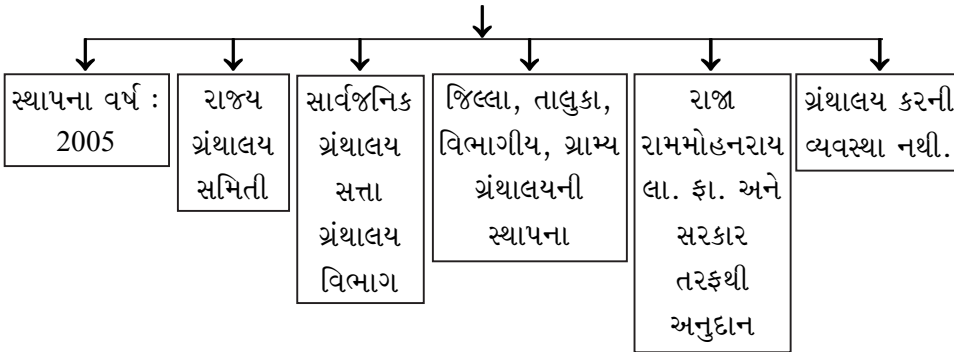 સ્થાપના વર્ષ :
2005
રાજ્ય
ગ્રંથાલય
સમિતી
સાર્વજનિક
ગ્રંથાલય
સત્તા
ગ્રંથાલય
વિભાગ
જિલ્લા, તાલુકા,
વિભાગીય, ગ્રામ્ય
ગ્રંથાલયની
સ્થાપના
રાજા
રામમોહનરાય
લા. ફા. અને
સરકાર
તરફથી
અનુદાન
ગ્રંથાલય કરની
વ્યવસ્થા નથી.